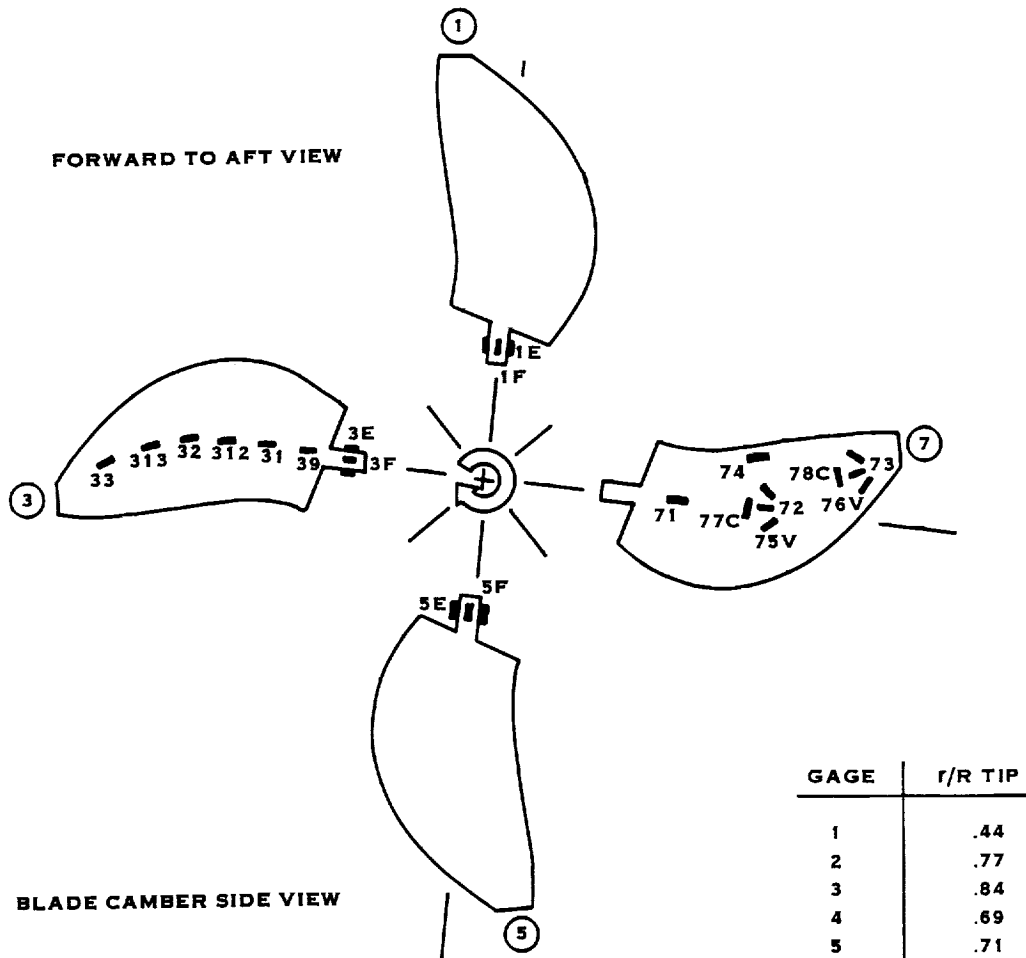 1
FORWARD TO AFT VIEW
1E
1F
3E
3F
33
313
32
312
31
39
3
7
74
78C
73
71
77C
72
76V
75V
5F
5E
GAGE r/R TIP
1 .44
2 .77
3 .84
4 .69
5 .71
BLADE CAMBER SIDE VIEW
5